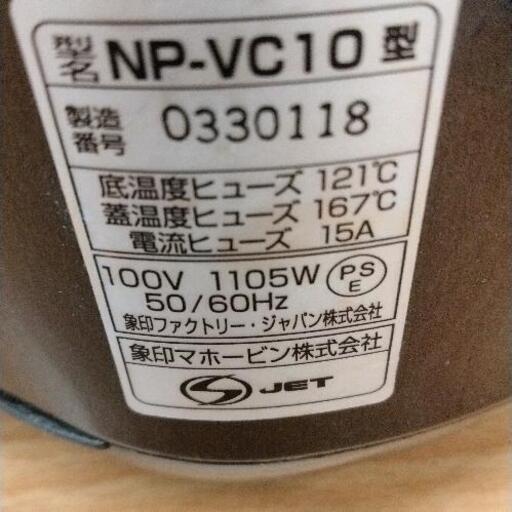 型名 NP-VC10 型
製造番号 0330118
底温度ヒューズ 121℃
蓋温度ヒューズ 167℃
電流ヒューズ 15A
100V 1105W PSE
50/60Hz
象印ファクトリー・ジャパン株式会社
象印マホービン株式会社
S JET